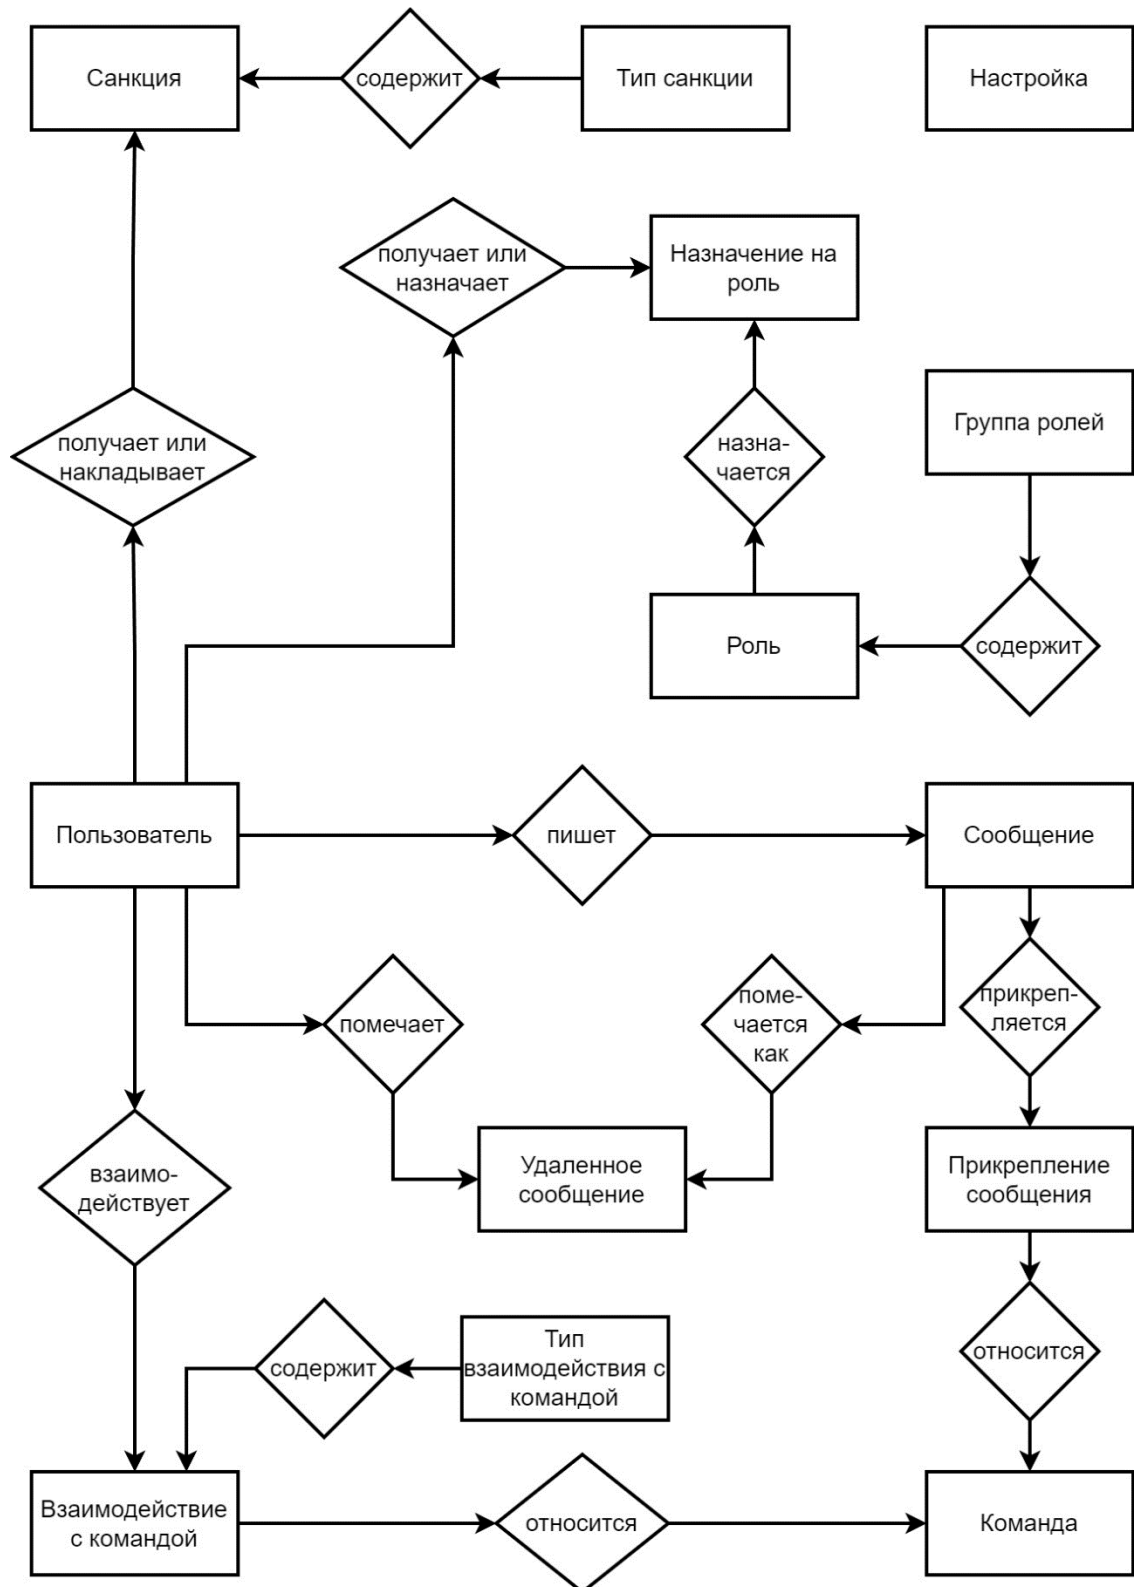 Санкция
содержит
Тип санкции
Настройка
получает или
назначает
Назначение на
роль
Группа ролей
получает или
накладывает
назна-
чается
Роль
содержит
Пользователь
пишет
Сообщение
помечает
поме-
чается
как
прикреп-
ляется
Удаленное
сообщение
Прикрепление
сообщения
взаимо-
действует
содержит
Тип
взаимодействия с
командой
относится
Взаимодействие
с командой
относится
Команда